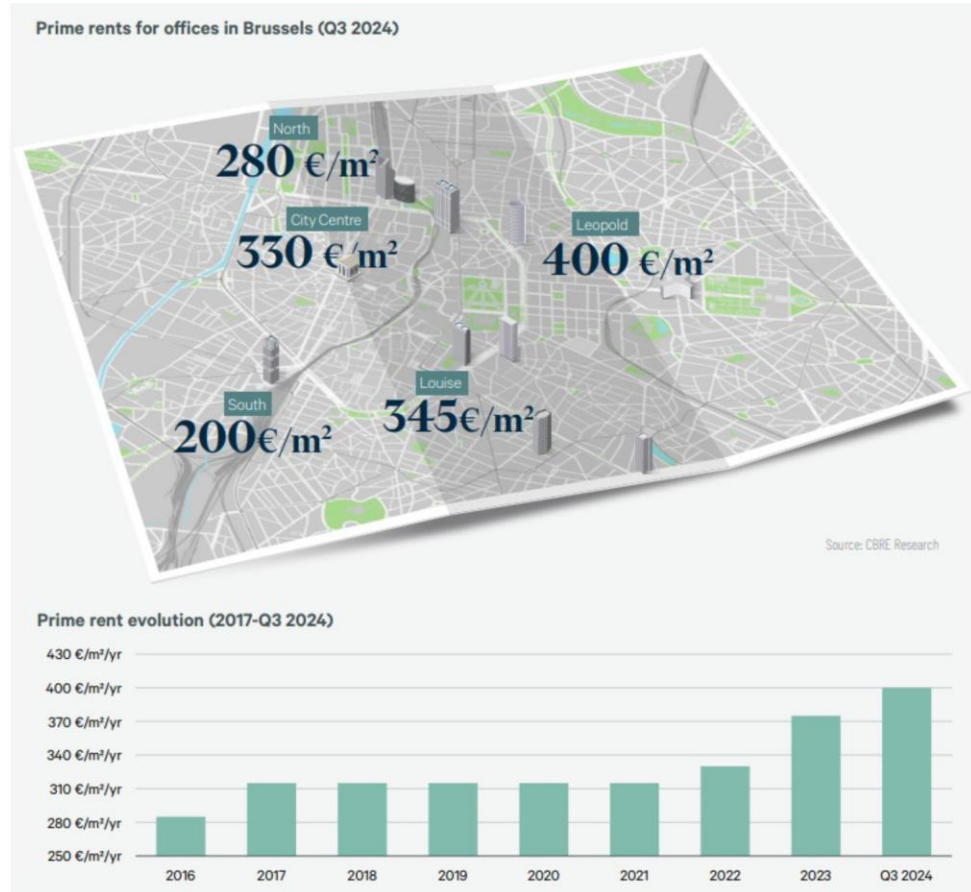 Prime rents for offices in Brussels (Q3 2024)
North
280 €/m²
City Centre
330 €/m²
Leopold
400 €/m²
Louise
345€/m²
South
200€/m²
Source: CBRE Research
Prime rent evolution (2017-Q3 2024)
430 €/m²/yr
400 €/m²/yr
370 €/m²/yr
340 €/m²/yr
310 €/m²/yr
280 €/m²/yr
250 €/m²/yr
2016 2017 2018 2019 2020 2021 2022 2023 Q3 2024